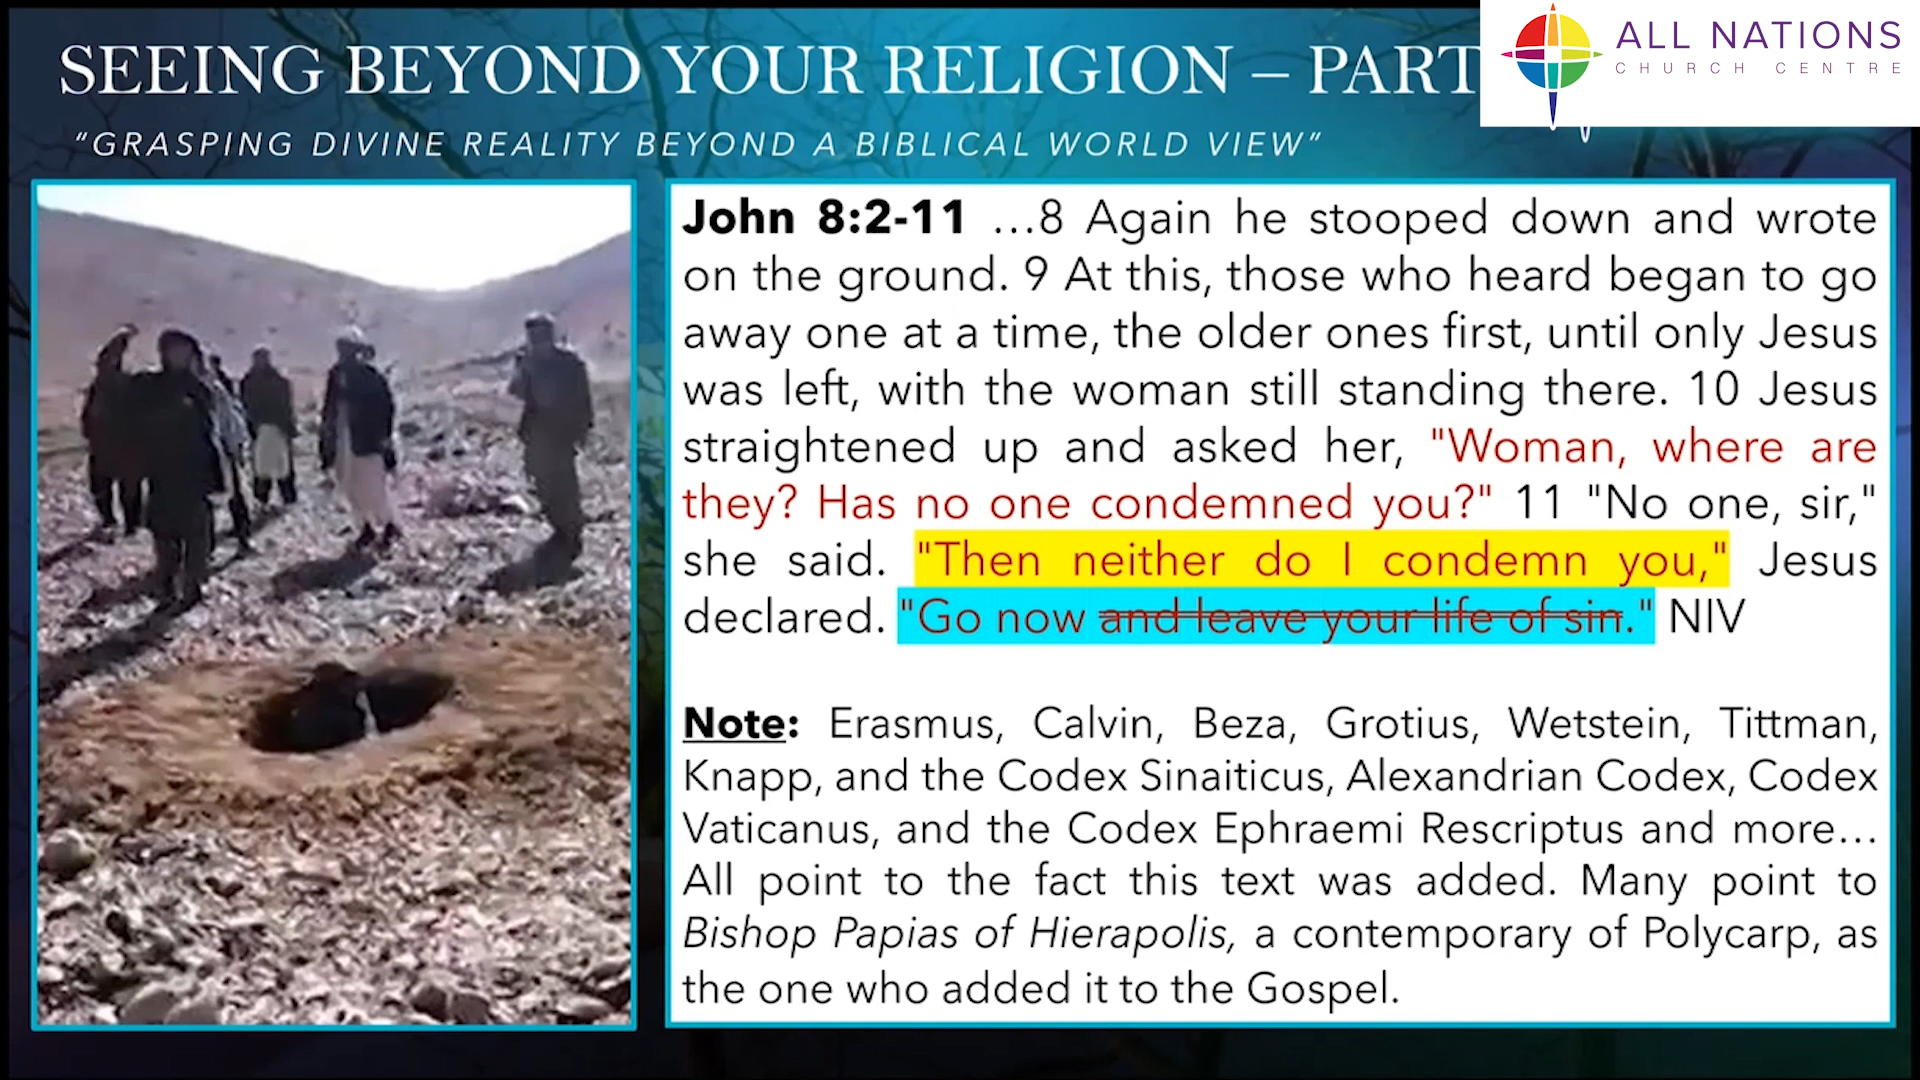 SEEING BEYOND YOUR RELIGION – PART
ALL NATIONS
CHURCH CENTRE
“GRASPING DIVINE REALITY BEYOND A BIBLICAL WORLD VIEW”
John 8:2-11 …8 Again he stooped down and wrote
on the ground. 9 At this, those who heard began to go
away one at a time, the older ones first, until only Jesus
was left, with the woman still standing there. 10 Jesus
straightened up and asked her, "Woman, where are
they? Has no one condemned you?" 11 "No one, sir,"
she said. "Then neither do I condemn you," Jesus
declared. "Go now and leave your life of sin." NIV
Note: Erasmus, Calvin, Beza, Grotius, Wetstein, Tittman,
Knapp, and the Codex Sinaiticus, Alexandrian Codex, Codex
Vaticanus, and the Codex Ephraemi Rescriptus and more…
All point to the fact this text was added. Many point to
Bishop Papias of Hierapolis, a contemporary of Polycarp, as
the one who added it to the Gospel.